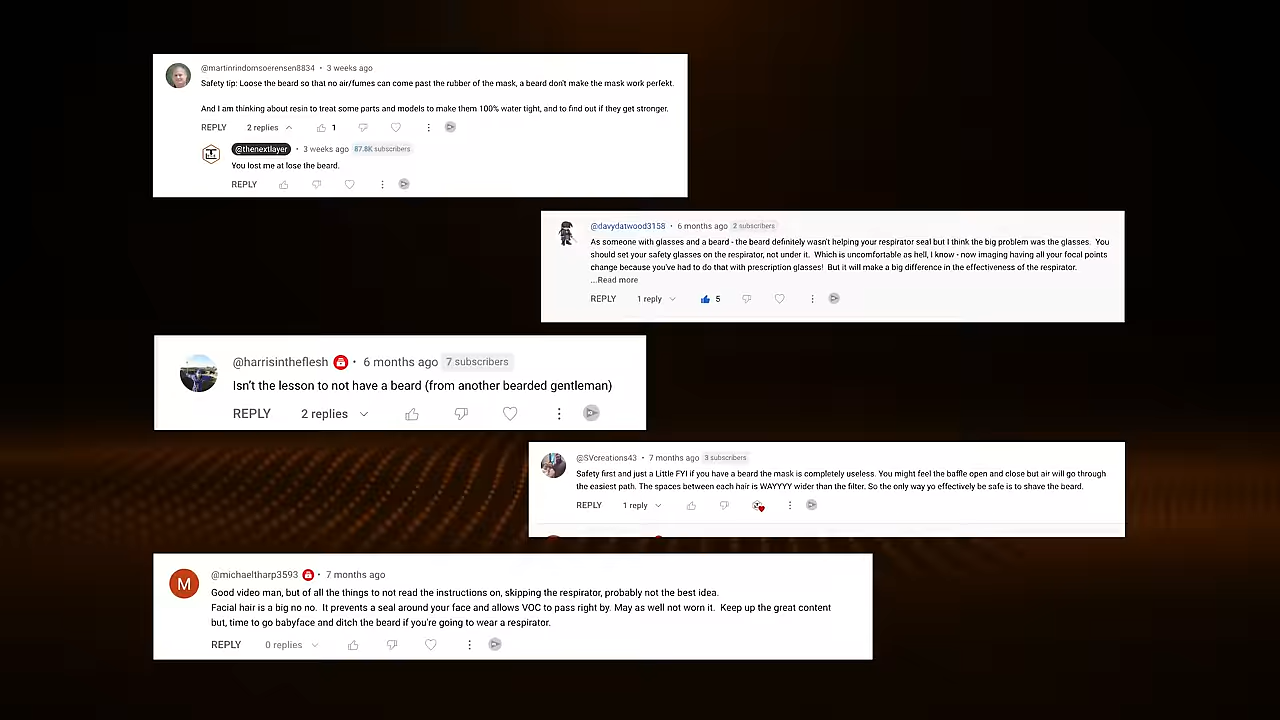 @martinrindomsoerensen8834 • 3 weeks ago
Safety tip: Loose the beard so that no air/fumes can come past the rubber of the mask, a beard don't make the mask work perfekt.
And I am thinking about resin to treat some parts and models to make them 100% water tight, and to find out if they get stronger.
REPLY 2 replies 1
@thenextlayer • 3 weeks ago 87.8K subscribers
You lost me at lose the beard.
REPLY
@davydatwood3158 • 6 months ago 2 subscribers
As someone with glasses and a beard - the beard definitely wasn't helping your respirator seal but I think the big problem was the glasses. You
should set your safety glasses on the respirator, not under it. Which is uncomfortable as hell, I know - now imaging having all your focal points
change because you've had to do that with prescription glasses! But it will make a big difference in the effectiveness of the respirator.
...Read more
REPLY 1 reply 5
@harrisintheflesh • 6 months ago 7 subscribers
Isn't the lesson to not have a beard (from another bearded gentleman)
REPLY 2 replies
@SVcreations43 • 7 months ago 3 subscribers
Safety first and just a Little FYI if you have a beard the mask is completely useless. You might feel the baffle open and close but air will go through
the easiest path. The spaces between each hair is WAYYYY wider than the filter. So the only way yo effectively be safe is to shave the beard.
REPLY 1 reply
M
@michaeltharp3593 • 7 months ago
Good video man, but of all the things to not read the instructions on, skipping the respirator, probably not the best idea.
Facial hair is a big no no. It prevents a seal around your face and allows VOC to pass right by. May as well not worn it. Keep up the great content
but, time to go babyface and ditch the beard if you're going to wear a respirator.
REPLY 0 replies